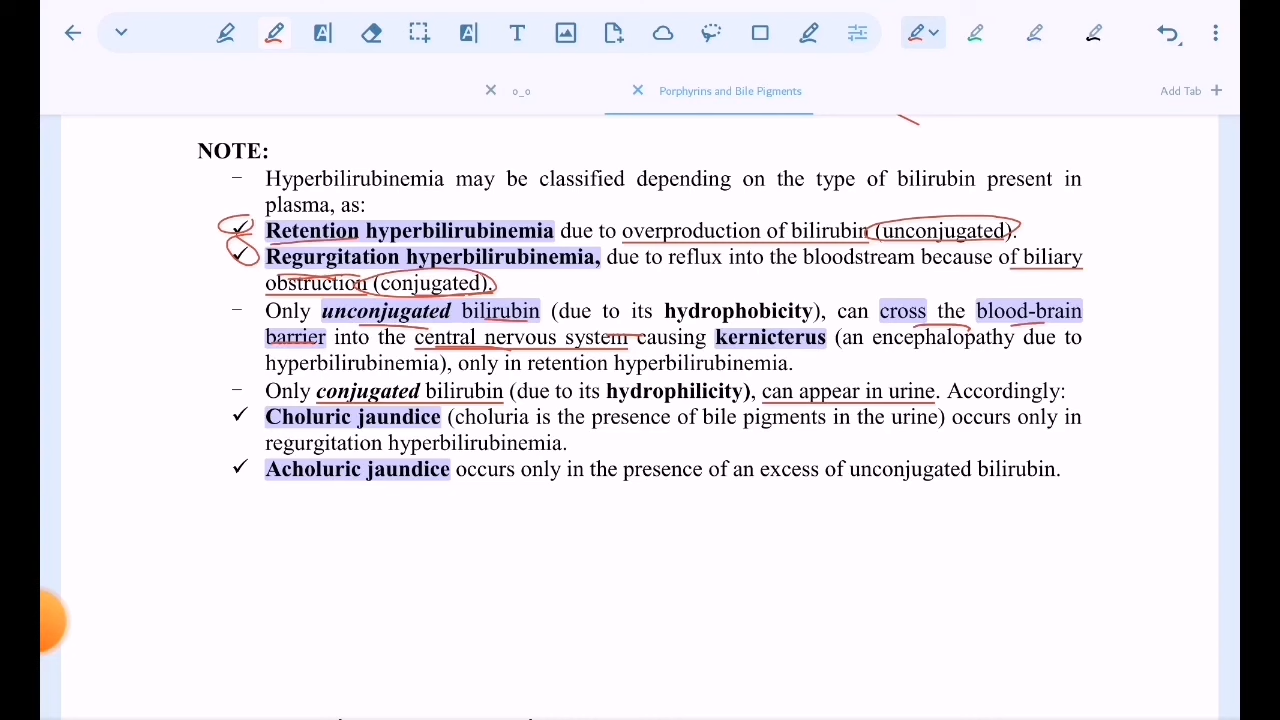 o_o
Porphyrins and Bile Pigments
Add Tab
NOTE:
– Hyperbilirubinemia may be classified depending on the type of bilirubin present in
plasma, as:
✓ Retention hyperbilirubinemia due to overproduction of bilirubin (unconjugated).
✓ Regurgitation hyperbilirubinemia, due to reflux into the bloodstream because of biliary
obstruction (conjugated).
– Only unconjugated bilirubin (due to its hydrophobicity), can cross the blood-brain
barrier into the central nervous system causing kernicterus (an encephalopathy due to
hyperbilirubinemia), only in retention hyperbilirubinemia.
– Only conjugated bilirubin (due to its hydrophilicity), can appear in urine. Accordingly:
✓ Choluric jaundice (choluria is the presence of bile pigments in the urine) occurs only in
regurgitation hyperbilirubinemia.
✓ Acholuric jaundice occurs only in the presence of an excess of unconjugated bilirubin.